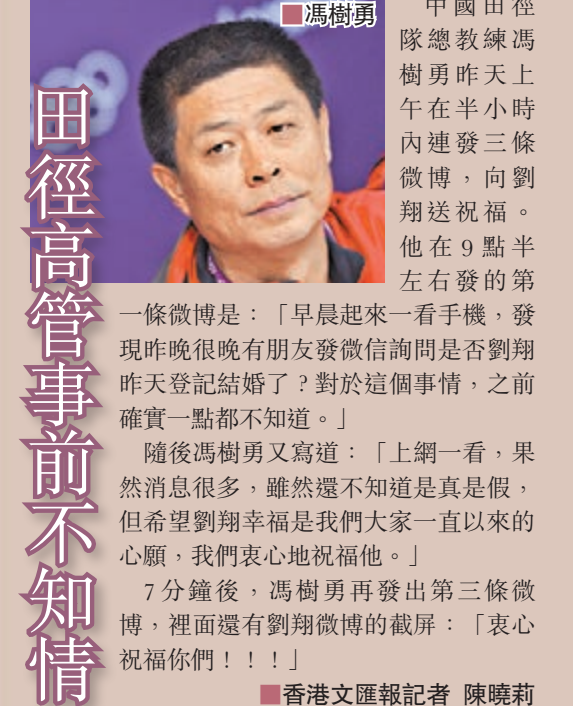 田徑高管事前不知情
■馮樹勇
中國田徑
隊總教練馮
樹勇昨天上
午在半小時
內連發三條
微博，向劉
翔送祝福。
他在9點半
左右發的第
一條微博是：「早晨起來一看手機，發
現昨晚很晚有朋友發微信詢問是否劉翔
昨天登記結婚了？對於這個事情，之前
確實一點都不知道。」
隨後馮樹勇又寫道：「上網一看，果
然消息很多，雖然還不知道是真是假，
但希望劉翔幸福是我們大家一直以來的
心願，我們衷心地祝福他。」
7分鐘後，馮樹勇再發出第三條微
博，裡面還有劉翔微博的截屏：「衷心
祝福你們！！！」
■香港文匯報記者 陳曉莉